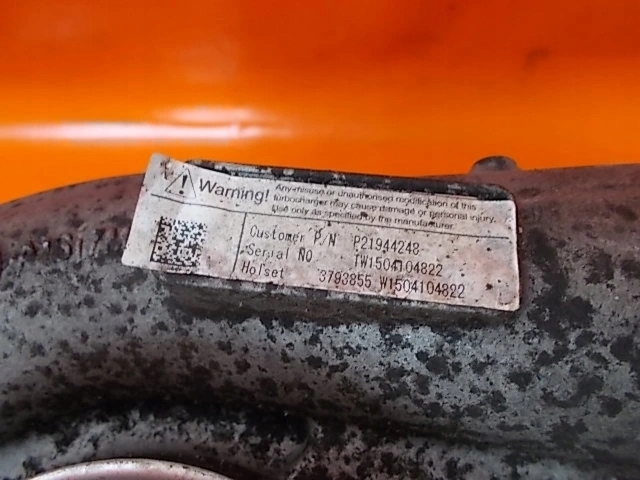 Warning!
Any misuse or unauthorised modification of this
turbocharger may cause damage or personal injury.
Use only as specified by the manufacturer
Customer P/N P21944248
Serial NO TW1504104822
Holset 3793855 W1504104822